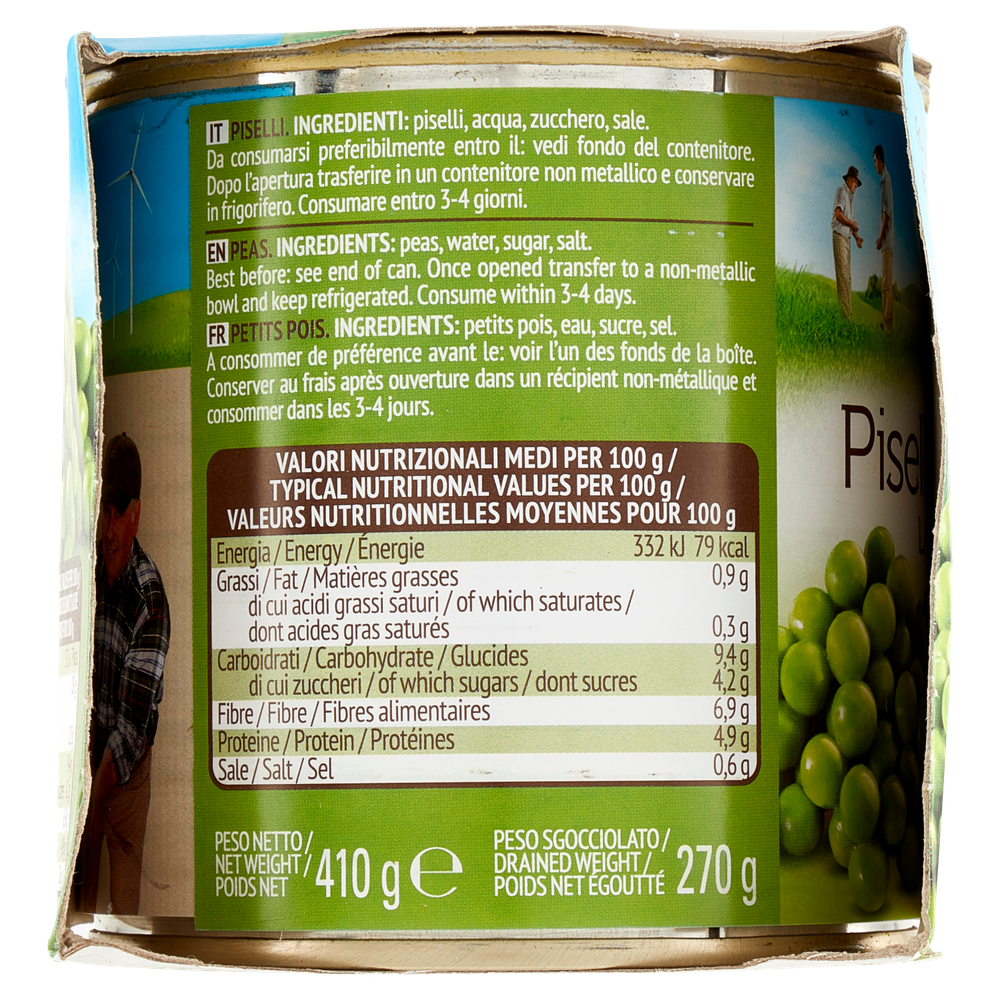 IT PISELLI. INGREDIENTI: piselli, acqua, zucchero, sale.
Da consumarsi preferibilmente entro il: vedi fondo del contenitore.
Dopo l'apertura trasferire in un contenitore non metallico e conservare
in frigorifero. Consumare entro 3-4 giorni.
EN PEAS. INGREDIENTS: peas, water, sugar, salt.
Best before: see end of can. Once opened transfer to a non-metallic
bowl and keep refrigerated. Consume within 3-4 days.
FR PETITS POIS. INGREDIENTS: petits pois, eau, sucre, sel.
A consommer de préférence avant le: voir l'un des fonds de la boîte.
Conserver au frais après ouverture dans un récipient non-métallique et
consommer dans les 3-4 jours.
VALORI NUTRIZIONALI MEDI PER 100 g /
TYPICAL NUTRITIONAL VALUES PER 100 g /
VALEURS NUTRITIONNELLES MOYENNES POUR 100 g
Energia / Energy / Énergie 332 kJ 79 kcal
Grassi / Fat / Matières grasses 0,9 g
di cui acidi grassi saturi / of which saturates /
dont acides gras saturés 0,3 g
Carboidrati / Carbohydrate / Glucides 9,4 g
di cui zuccheri / of which sugars / dont sucres 4,2 g
Fibre / Fibre / Fibres alimentaires 6,9 g
Proteine / Protein / Protéines 4,9 g
Sale / Salt / Sel 0,6 g
PESO NETTO /
NET WEIGHT /
POIDS NET 410 g e
PESO SGOCCIOLATO /
DRAINED WEIGHT /
POIDS NET ÉGOUTTÉ 270 g
Pise